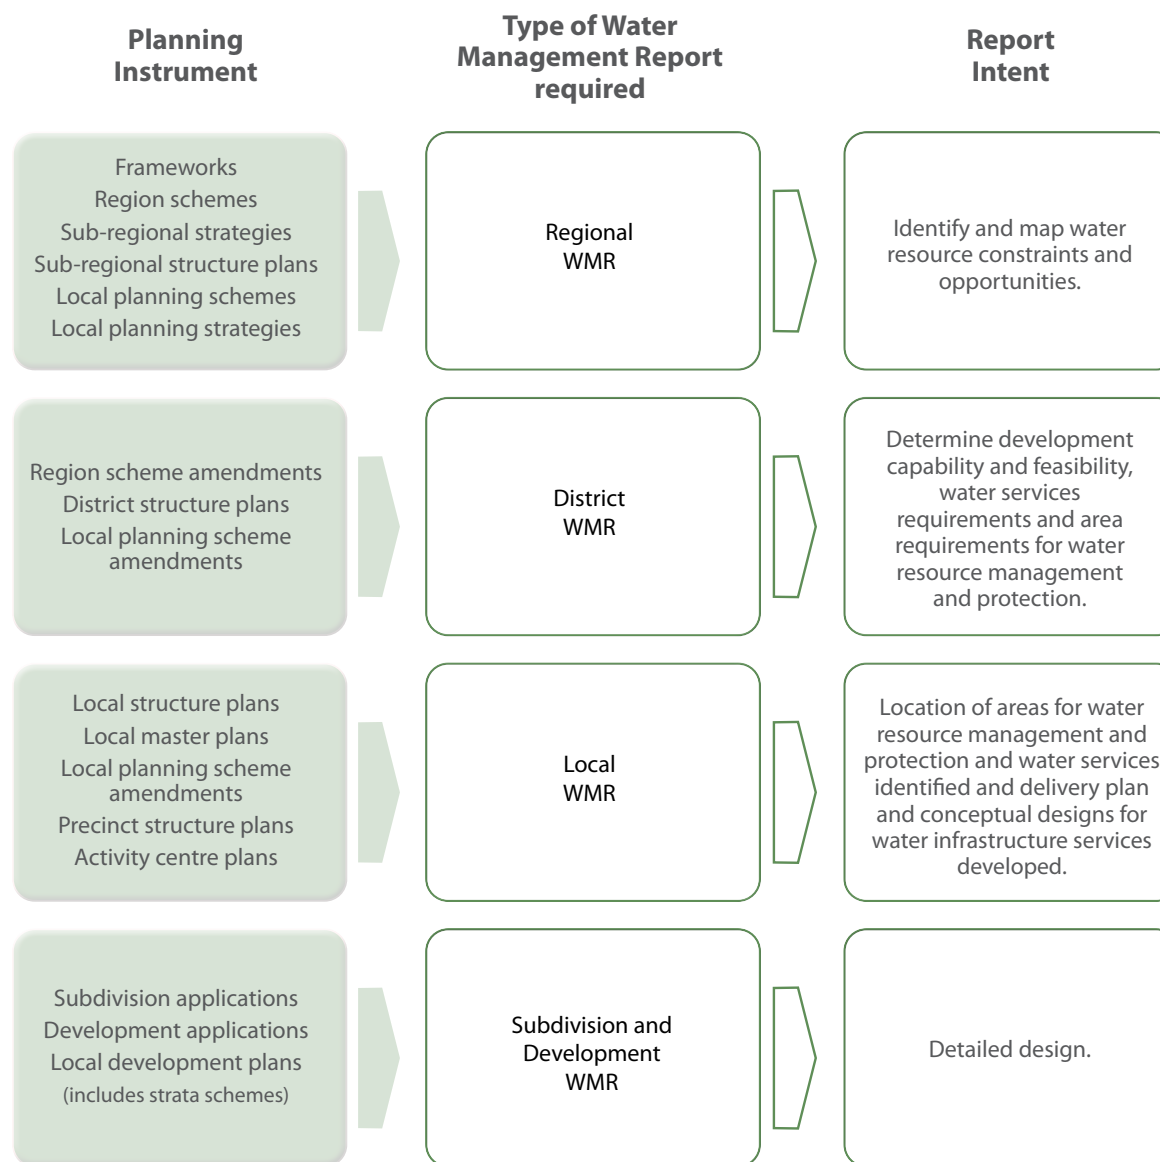 Planning
Instrument
Type of Water
Management Report
required
Report
Intent
Frameworks
Region schemes
Sub-regional strategies
Sub-regional structure plans
Local planning schemes
Local planning strategies
Regional
WMR
Identify and map water
resource constraints and
opportunities.
Region scheme amendments
District structure plans
Local planning scheme
amendments
District
WMR
Determine development
capability and feasibility,
water services
requirements and area
requirements for water
resource management
and protection.
Local structure plans
Local master plans
Local planning scheme
amendments
Precinct structure plans
Activity centre plans
Local
WMR
Location of areas for water
resource management and
protection and water services
identified and delivery plan
and conceptual designs for
water infrastructure services
developed.
Subdivision applications
Development applications
Local development plans
(includes strata schemes)
Subdivision and
Development
WMR
Detailed design.